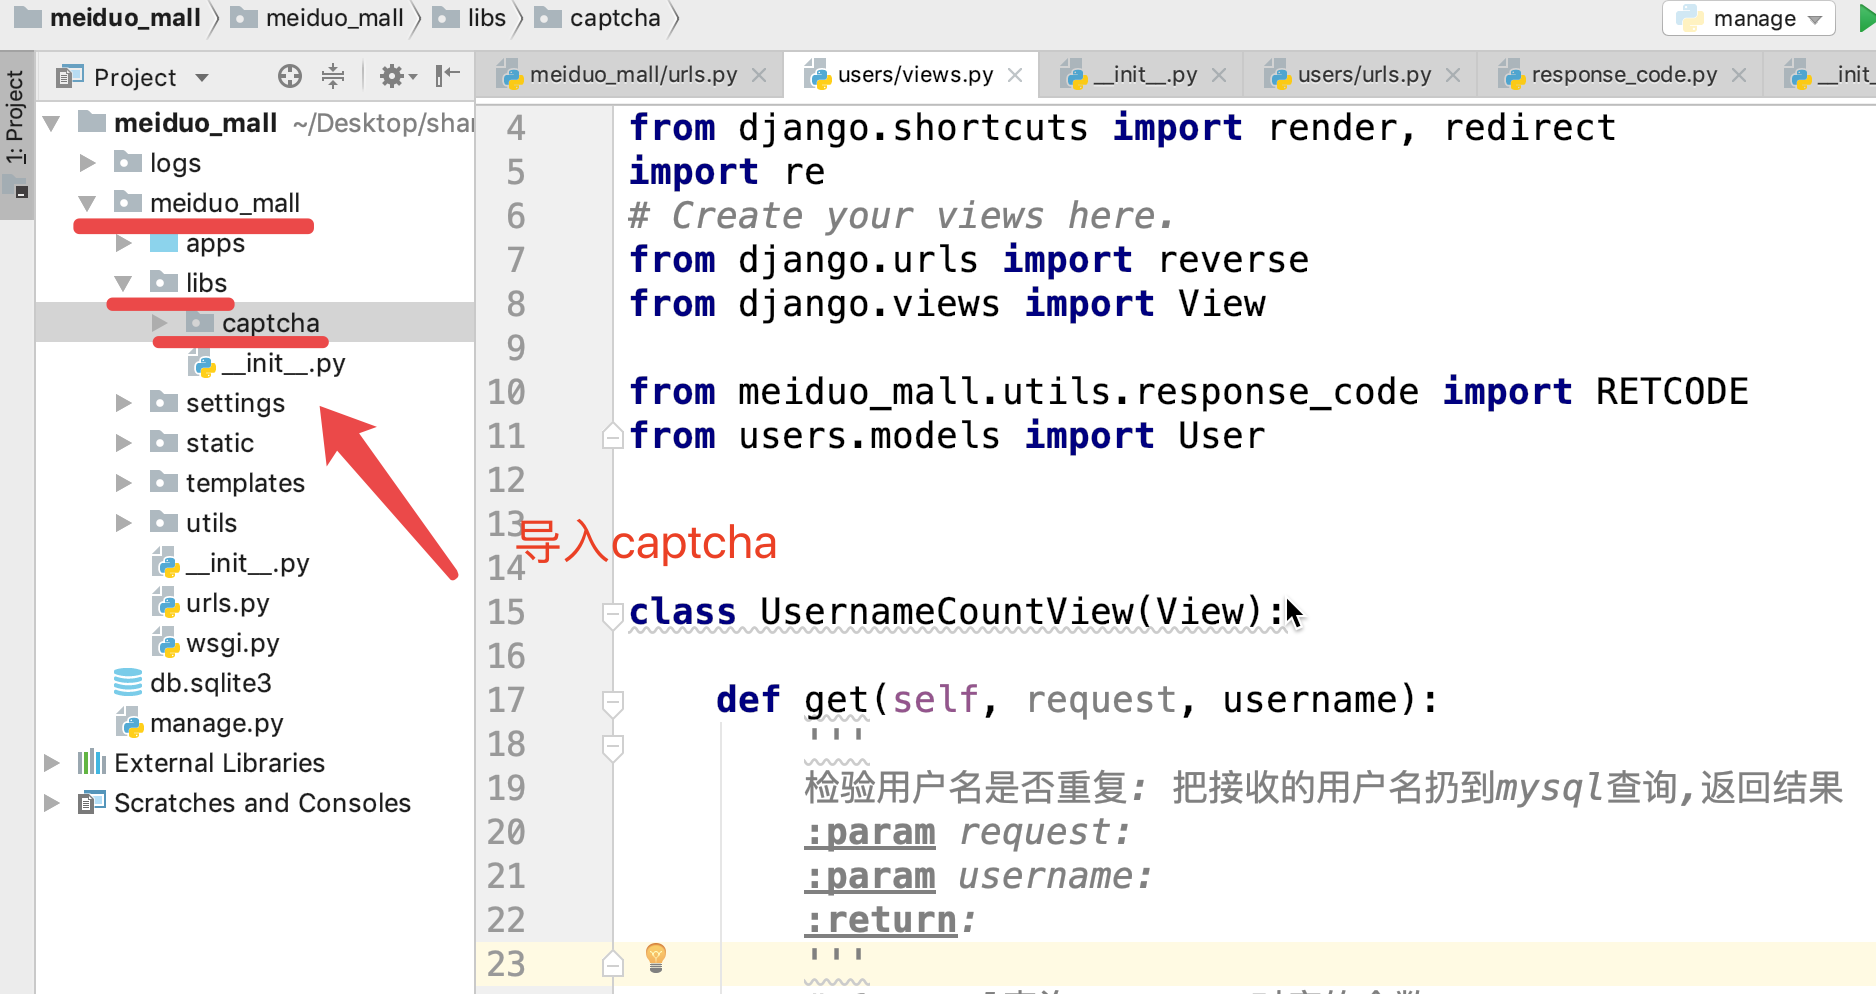 meiduo_mall meiduo_mall libs captcha manage
1: Project
Project
meiduo_mall/urls.py users/views.py __init__.py users/urls.py response_code.py __init_
meiduo_mall ~/Desktop/shar
logs
meiduo_mall
apps
libs
captcha
__init__.py
settings
static
templates
utils
__init__.py
urls.py
wsgi.py
db.sqlite3
manage.py
External Libraries
Scratches and Consoles
4 from django.shortcuts import render, redirect
5 import re
6 # Create your views here.
7 from django.urls import reverse
8 from django.views import View
9
10 from meiduo_mall.utils.response_code import RETCODE
11 from users.models import User
12
13
导入captcha
14
15 class UsernameCountView(View):
16
17 def get(self, request, username):
18 '''
19 检验用户名是否重复: 把接收的用户名扔到mysql查询,返回结果
20 :param request:
21 :param username:
22 :return:
23 '''